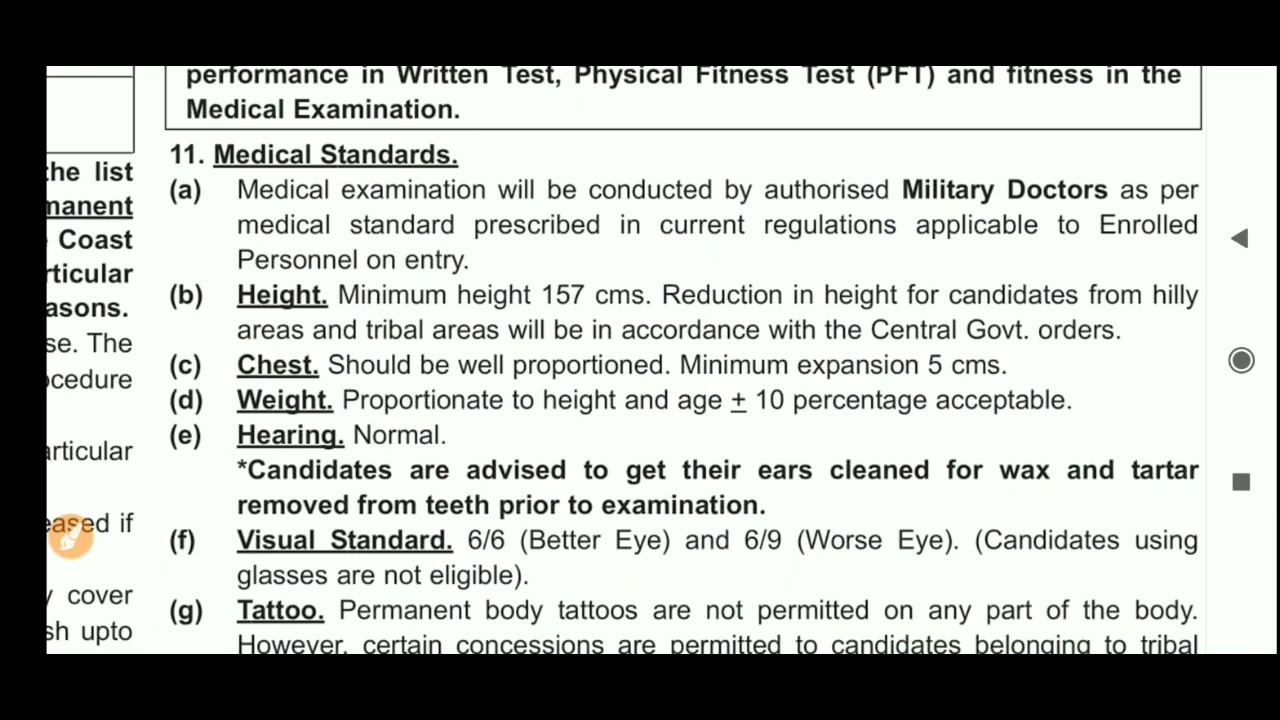 performance in Written Test, Physical Fitness Test (PFT) and fitness in the
Medical Examination.
the list
manent
Coast
rticular
asons.
se. The
ocedure
articular
eased if
y cover
sh upto
11. Medical Standards.
(a) Medical examination will be conducted by authorised Military Doctors as per
medical standard prescribed in current regulations applicable to Enrolled
Personnel on entry.
(b) Height. Minimum height 157 cms. Reduction in height for candidates from hilly
areas and tribal areas will be in accordance with the Central Govt. orders.
(c) Chest. Should be well proportioned. Minimum expansion 5 cms.
(d) Weight. Proportionate to height and age ± 10 percentage acceptable.
(e) Hearing. Normal.
*Candidates are advised to get their ears cleaned for wax and tartar
removed from teeth prior to examination.
(f) Visual Standard. 6/6 (Better Eye) and 6/9 (Worse Eye). (Candidates using
glasses are not eligible).
(g) Tattoo. Permanent body tattoos are not permitted on any part of the body.
However, certain concessions are permitted to candidates belonging to tribal